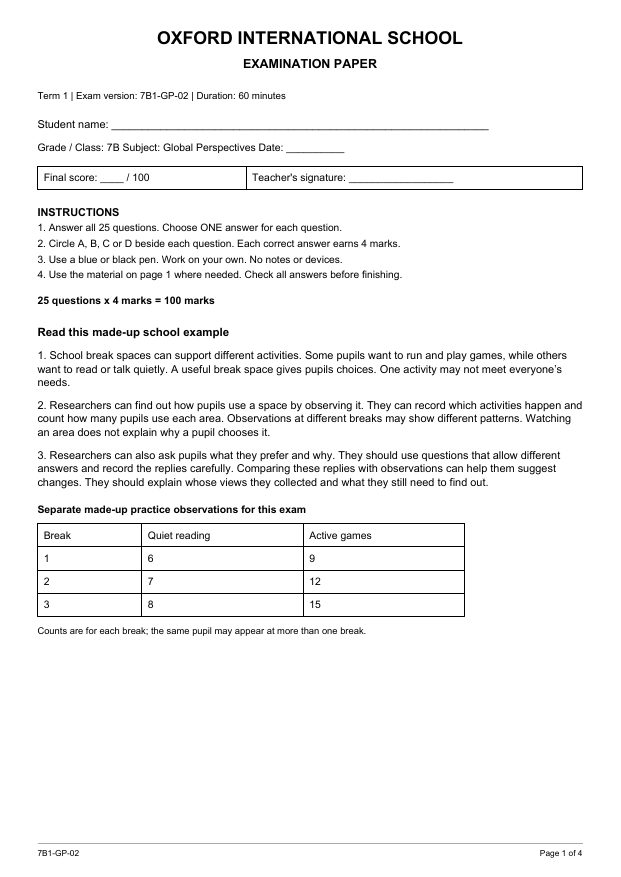 OXFORD INTERNATIONAL SCHOOL
EXAMINATION PAPER
Term 1 | Exam version: 7B1-GP-02 | Duration: 60 minutes
Student name: _______________________________________________________________
Grade / Class: 7B Subject: Global Perspectives Date: __________
Final score: ____ / 100 Teacher's signature: __________________
INSTRUCTIONS
1. Answer all 25 questions. Choose ONE answer for each question.
2. Circle A, B, C or D beside each question. Each correct answer earns 4 marks.
3. Use a blue or black pen. Work on your own. No notes or devices.
4. Use the material on page 1 where needed. Check all answers before finishing.
25 questions x 4 marks = 100 marks
Read this made-up school example
1. School break spaces can support different activities. Some pupils want to run and play games, while others
want to read or talk quietly. A useful break space gives pupils choices. One activity may not meet everyone's
needs.
2. Researchers can find out how pupils use a space by observing it. They can record which activities happen and
count how many pupils use each area. Observations at different breaks may show different patterns. Watching
an area does not explain why a pupil chooses it.
3. Researchers can also ask pupils what they prefer and why. They should use questions that allow different
answers and record the replies carefully. Comparing these replies with observations can help them suggest
changes. They should explain whose views they collected and what they still need to find out.
Separate made-up practice observations for this exam
Break Quiet reading Active games
1 6 9
2 7 12
3 8 15
Counts are for each break; the same pupil may appear at more than one break.
7B1-GP-02 Page 1 of 4